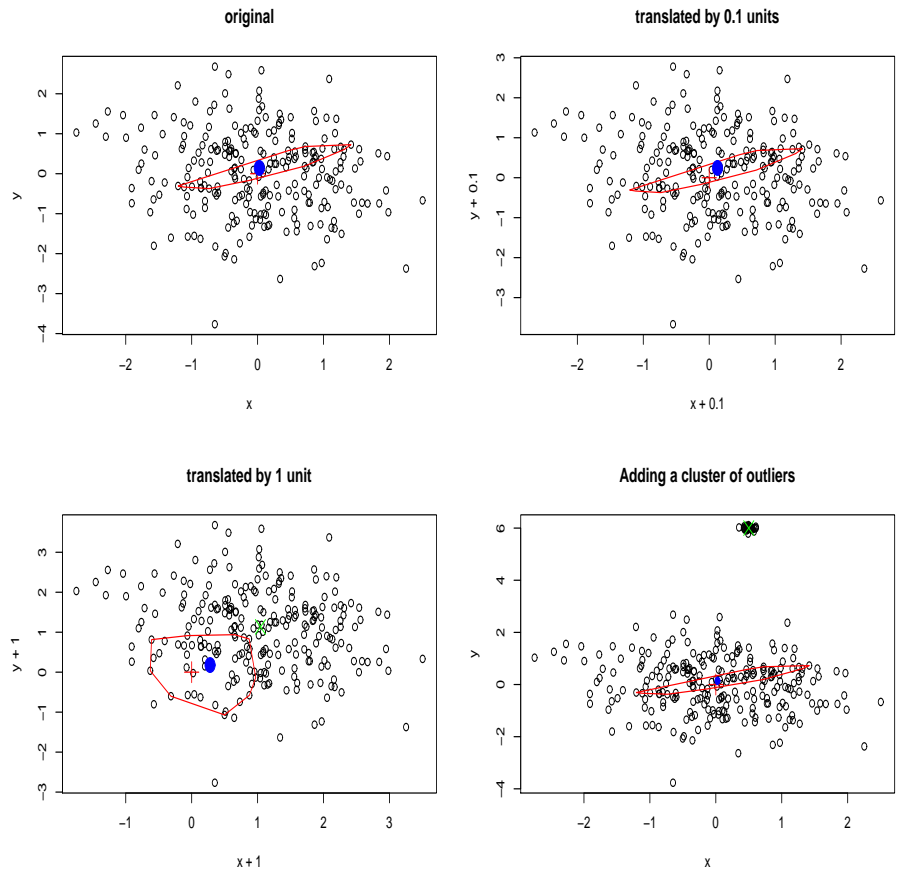 original
y
2
1
0
−1
−2
−3
−4
−2 −1 0 1 2
x
translated by 0.1 units
y + 0.1
3
2
1
0
−1
−2
−3
−2 −1 0 1 2
x + 0.1
translated by 1 unit
y + 1
3
2
1
0
−1
−2
−3
−1 0 1 2 3
x + 1
Adding a cluster of outliers
y
6
4
2
0
−2
−4
−2 −1 0 1 2
x